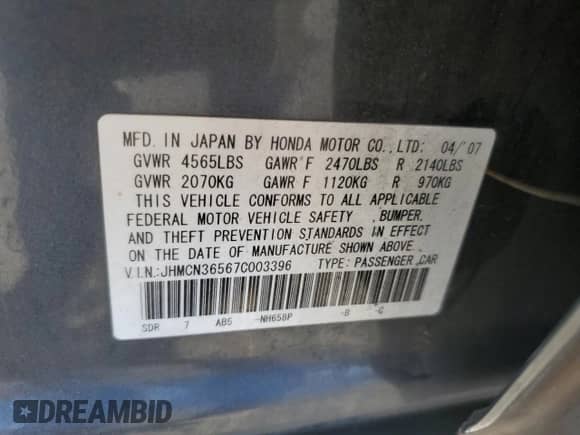 MFD. IN JAPAN BY HONDA MOTOR CO., LTD: 04/'07
GVWR 4565LBS GAWR F 2470LBS R 2140LBS
GVWR 2070KG GAWR F 1120KG R 970KG
THIS VEHICLE CONFORMS TO ALL APPLICABLE
FEDERAL MOTOR VEHICLE SAFETY , BUMPER,
AND THEFT PREVENTION STANDARDS IN EFFECT
ON THE DATE OF MANUFACTURE SHOWN ABOVE .
V.I.N.:JHMCN36567C003396 TYPE: PASSENGER CAR
SDR 7 AB5 -NH658P -B -C
DREAMBID